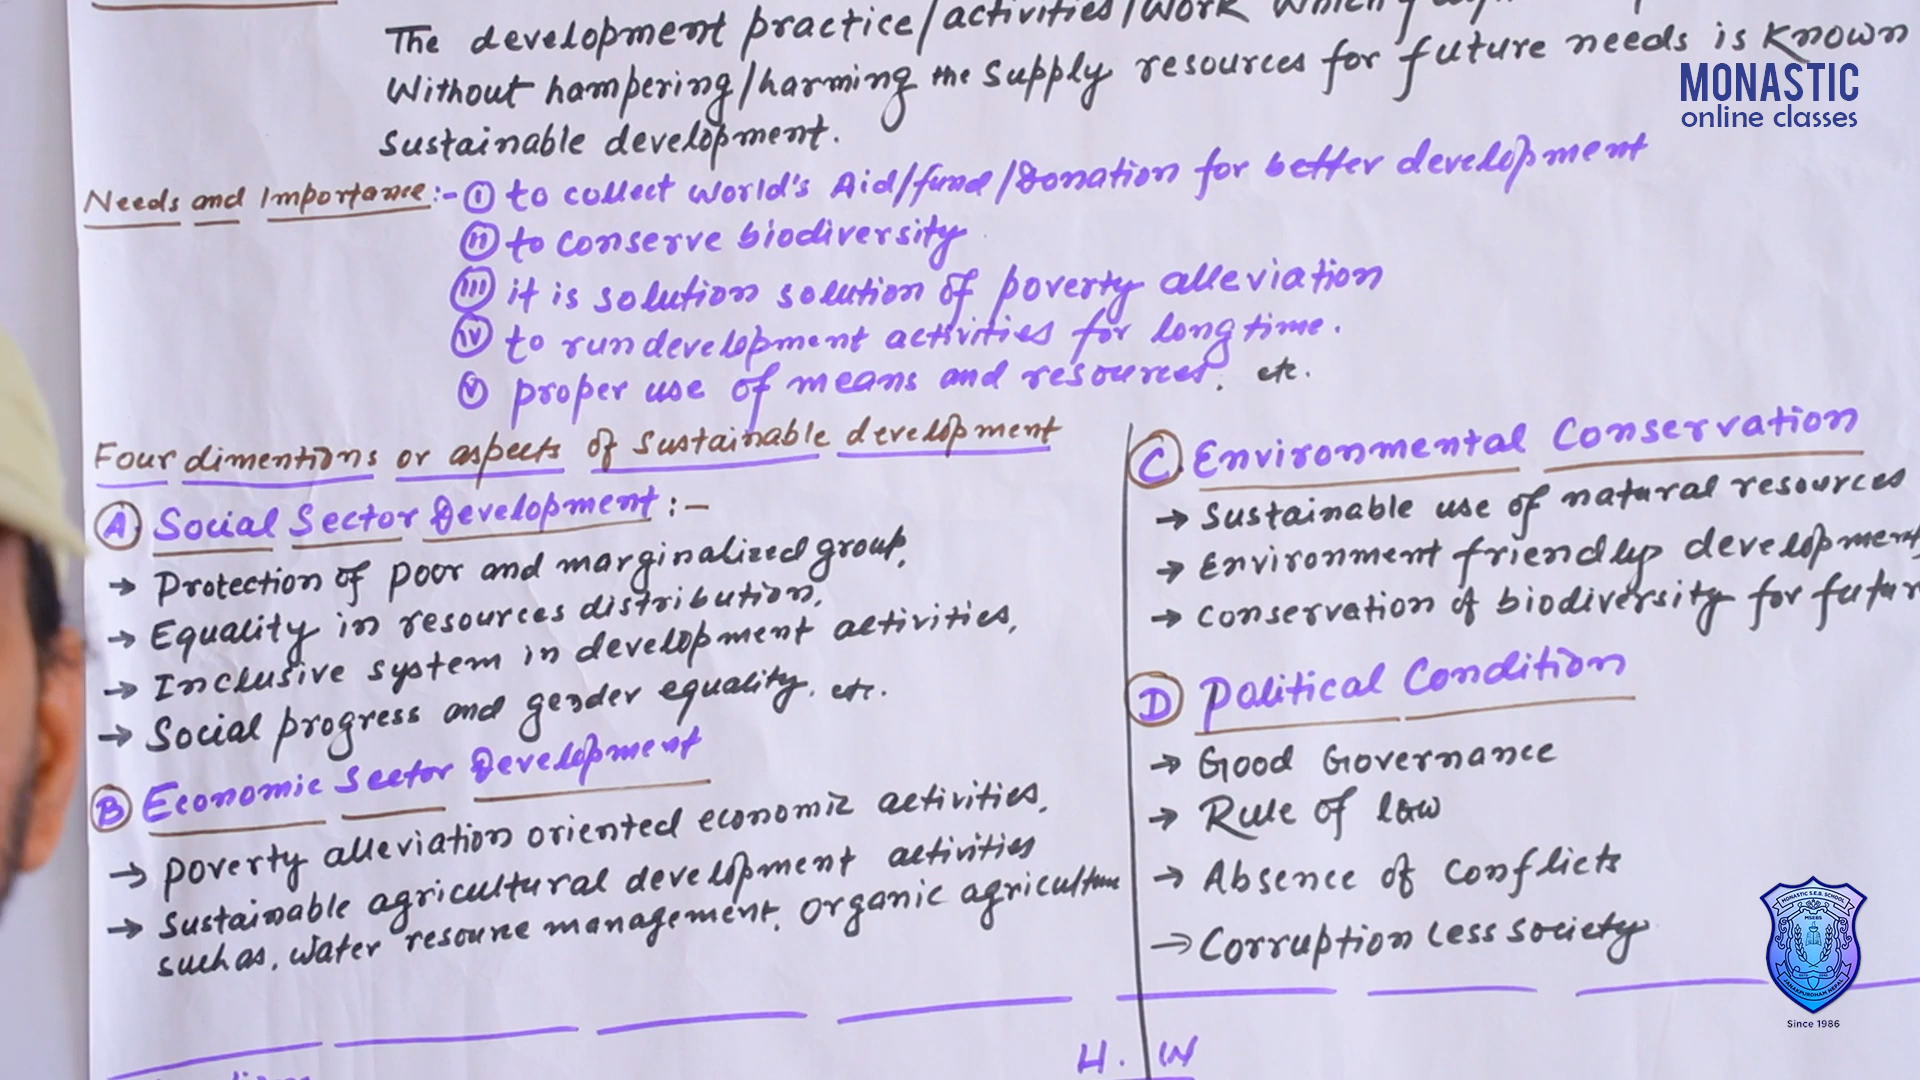 The development practice/activities/work which
Without hampering/harming the supply resources for future needs is known
sustainable development.
MONASTIC
online classes
Needs and Importance :- (i) to collect world's Aid/fund/Donation for better development
(ii) to conserve biodiversity
(iii) it is solution solution of poverty alleviation
(iv) to run development activities for long time.
(v) proper use of means and resources. etc.
Four dimentions or aspects of sustainable development
(A) Social Sector Development :-
→ Protection of poor and marginalized group,
→ Equality in resources distribution,
→ Inclusive system in development activities,
→ Social progress and gender equality. etc.
(B) Economic Sector Development
→ poverty alleviation oriented economic activities,
→ Sustainable agricultural development activities
such as, water resource management, organic agriculture
(C) Environmental Conservation
→ Sustainable use of natural resources
→ Environment friendly development
→ conservation of biodiversity for futur
(D) Political Condition
→ Good Governance
→ Rule of law
→ Absence of conflicts
→ Corruption less society
H. W
MONASTIC S.E.B. SCHOOL
MSEBS
JANAKPURDHAM NEPAL
Since 1986